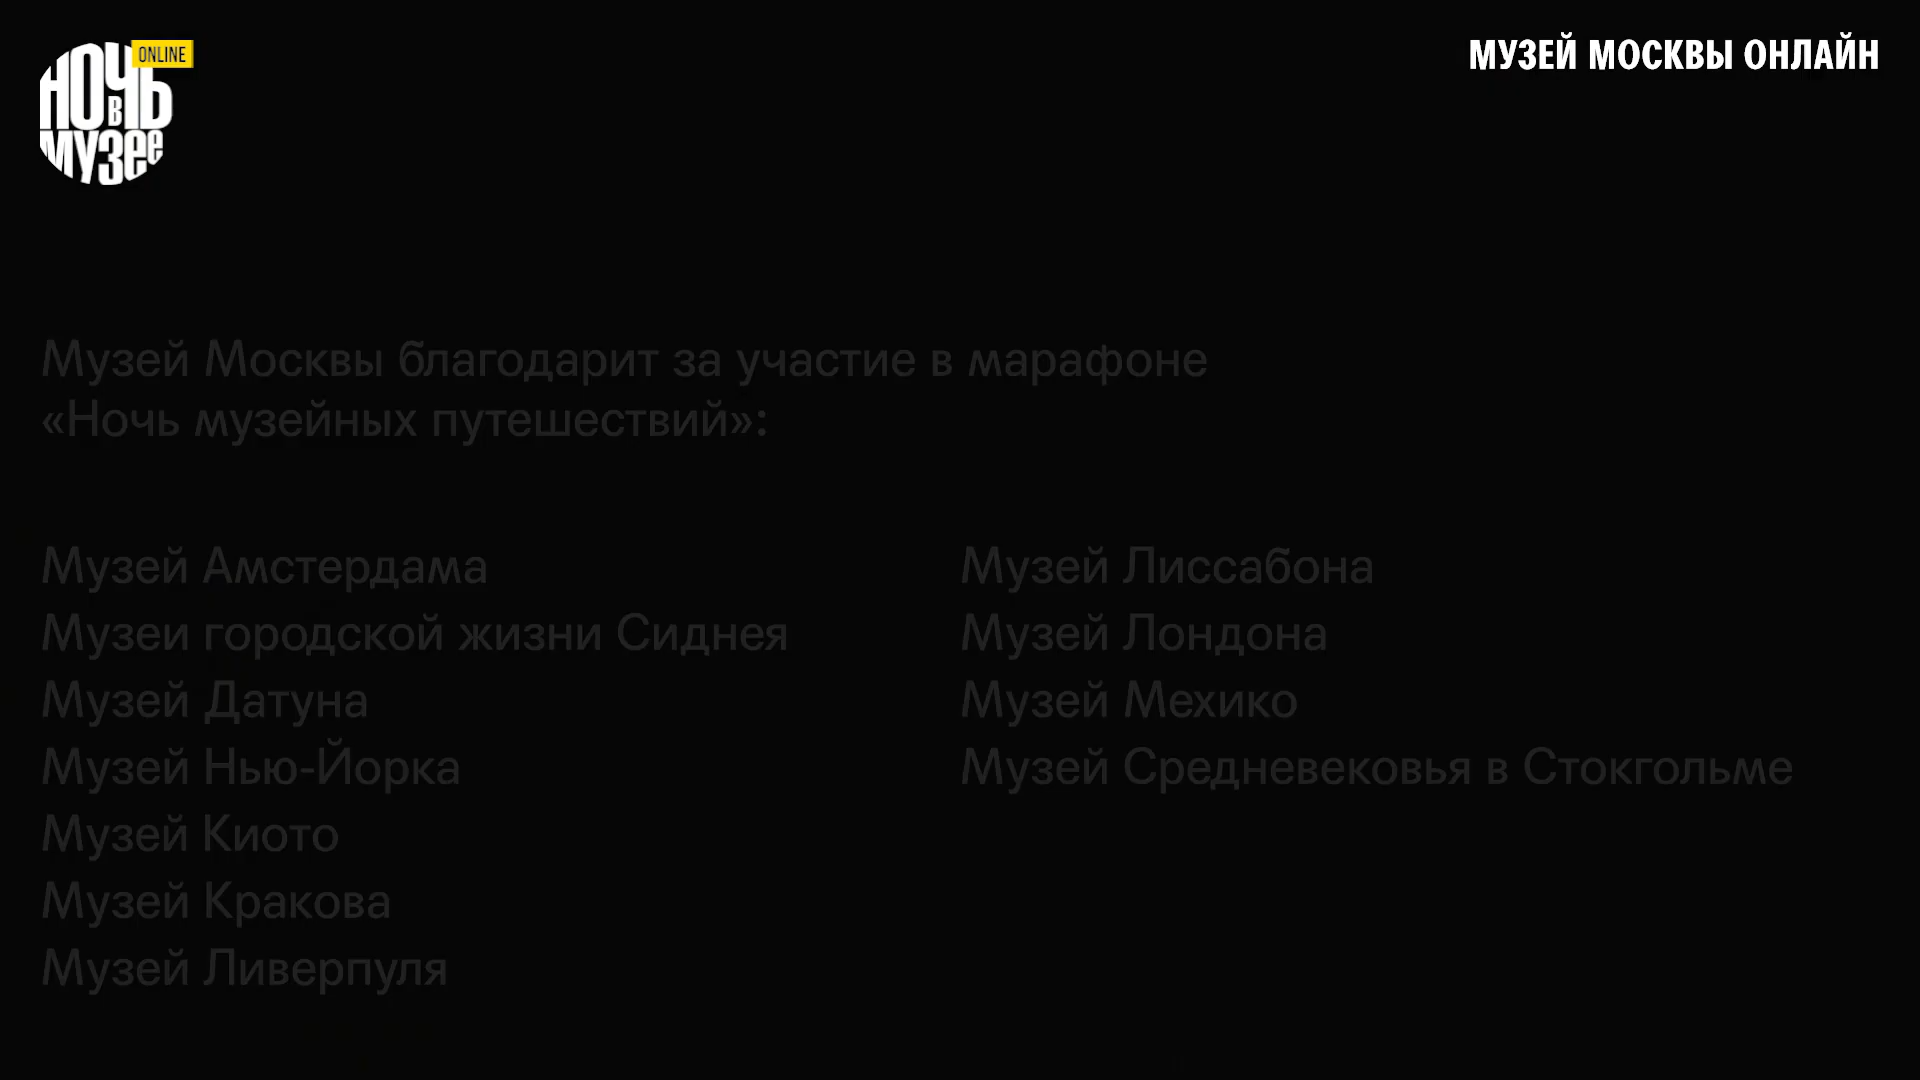 НОЧЬ
ONLINE
В
МУЗЕЕ
МУЗЕЙ МОСКВЫ ОНЛАЙН
Музей Москвы благодарит за участие в марафоне
«Ночь музейных путешествий»:
Музей Амстердама
Музеи городской жизни Сиднея
Музей Датуна
Музей Нью-Йорка
Музей Киото
Музей Кракова
Музей Ливерпуля
Музей Лиссабона
Музей Лондона
Музей Мехико
Музей Средневековья в Стокгольме